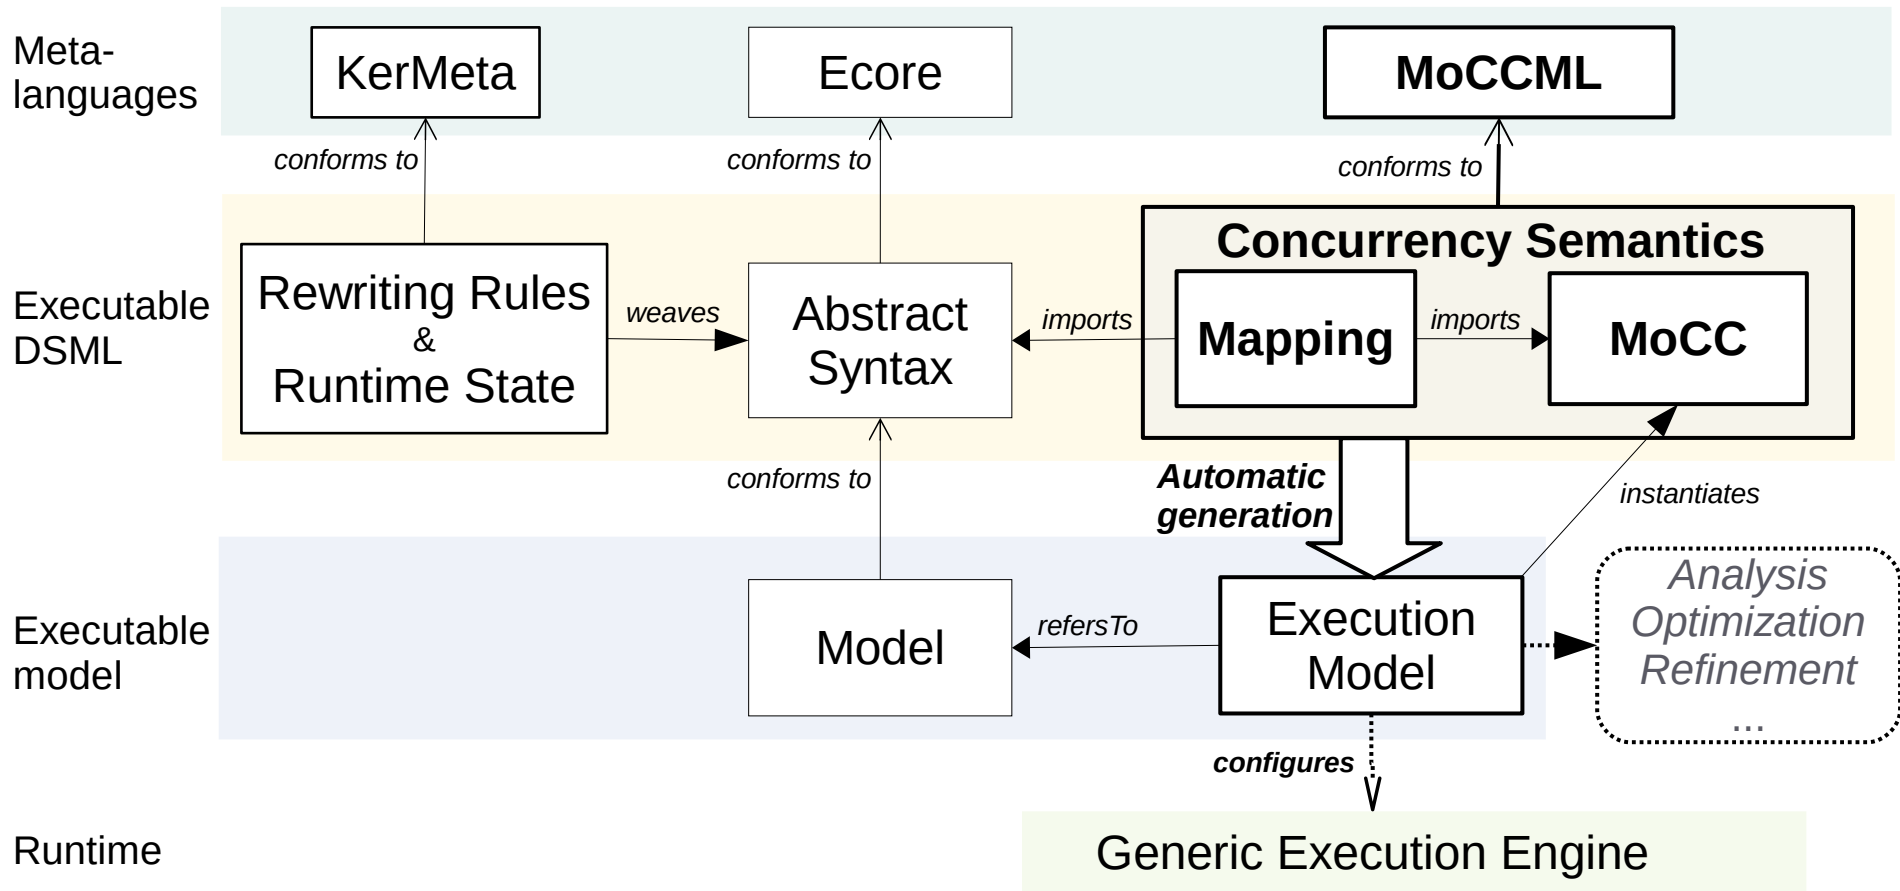 Meta-
languages
KerMeta
Ecore
MoCCML
conforms to
conforms to
conforms to
Executable
DSML
Rewriting Rules
&
Runtime State
weaves
Abstract
Syntax
imports
Concurrency Semantics
Mapping
imports
MoCC
conforms to
Automatic
generation
instantiates
Executable
model
Model
refersTo
Execution
Model
Analysis
Optimization
Refinement
...
configures
Runtime
Generic Execution Engine